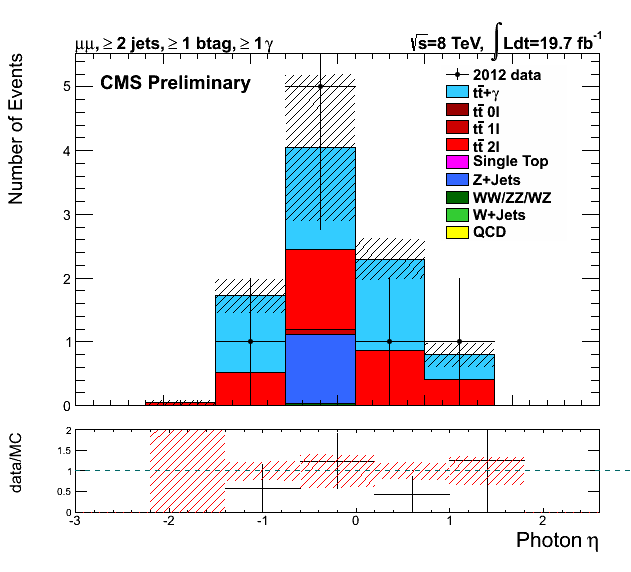 μμ, ≥ 2 jets, ≥ 1 btag, ≥ 1 γ √s=8 TeV, ∫ Ldt=19.7 fb⁻¹
CMS Preliminary
Number of Events
5
4
3
2
1
0
2012 data
tt̄+γ
tt̄ 0l
tt̄ 1l
tt̄ 2l
Single Top
Z+Jets
WW/ZZ/WZ
W+Jets
QCD
data/MC
2
1.5
1
0.5
0
-3 -2 -1 0 1 2
Photon η